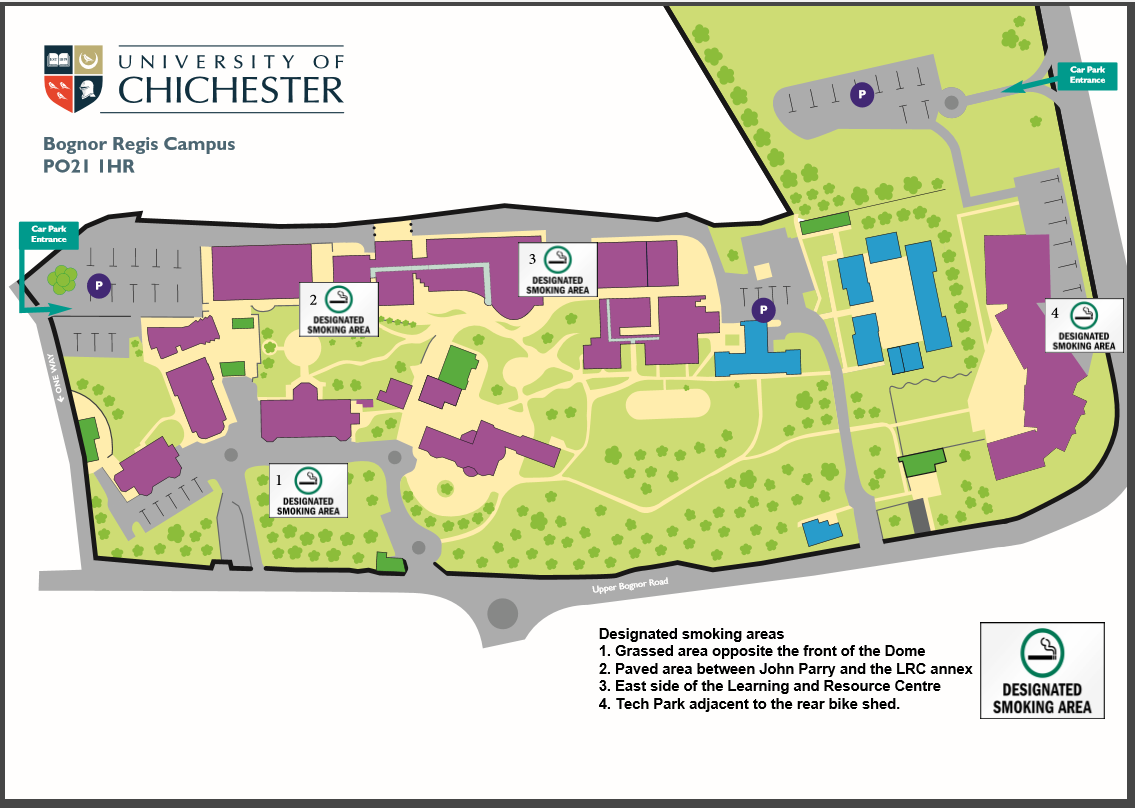 UNIVERSITY OF
CHICHESTER
Bognor Regis Campus
PO21 1HR
Car Park
Entrance
P
Car Park
Entrance
P
← ONE WAY
2
DESIGNATED
SMOKING AREA
3
DESIGNATED
SMOKING AREA
P
4
DESIGNATED
SMOKING AREA
1
DESIGNATED
SMOKING AREA
Upper Bognor Road
Designated smoking areas
1. Grassed area opposite the front of the Dome
2. Paved area between John Parry and the LRC annex
3. East side of the Learning and Resource Centre
4. Tech Park adjacent to the rear bike shed.
DESIGNATED
SMOKING AREA